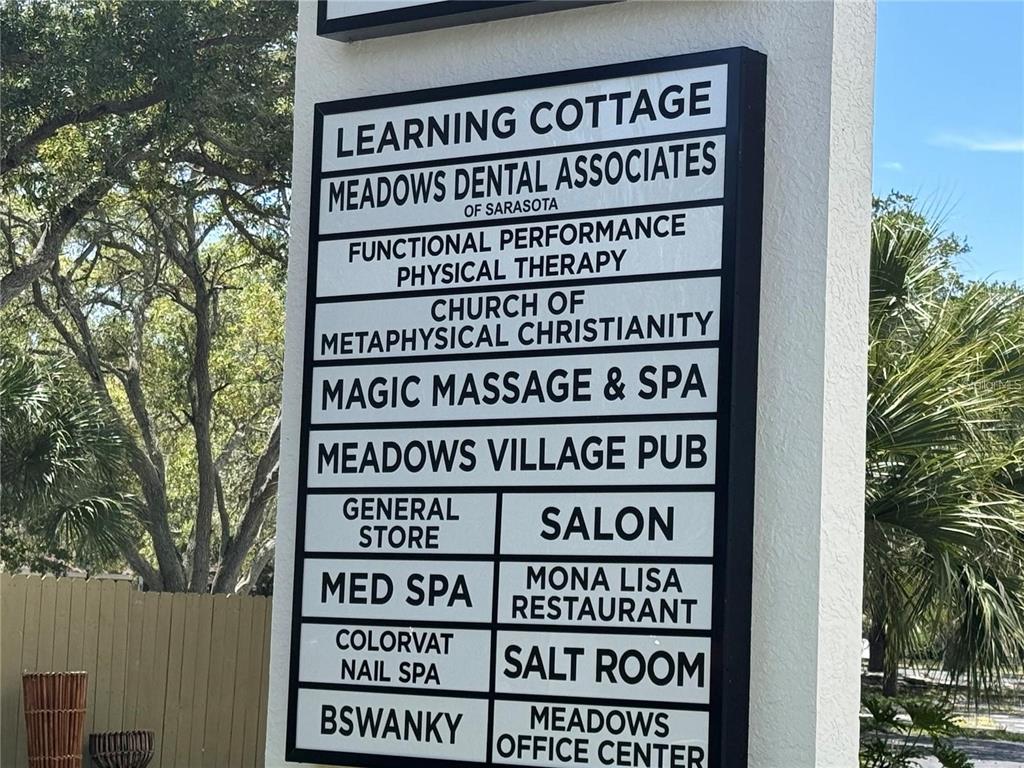 LEARNING COTTAGE
MEADOWS DENTAL ASSOCIATES
OF SARASOTA
FUNCTIONAL PERFORMANCE
PHYSICAL THERAPY
CHURCH OF
METAPHYSICAL CHRISTIANITY
MAGIC MASSAGE & SPA
MEADOWS VILLAGE PUB
GENERAL
STORE
SALON
MED SPA
MONA LISA
RESTAURANT
COLORVAT
NAIL SPA
SALT ROOM
BSWANKY
MEADOWS
OFFICE CENTER